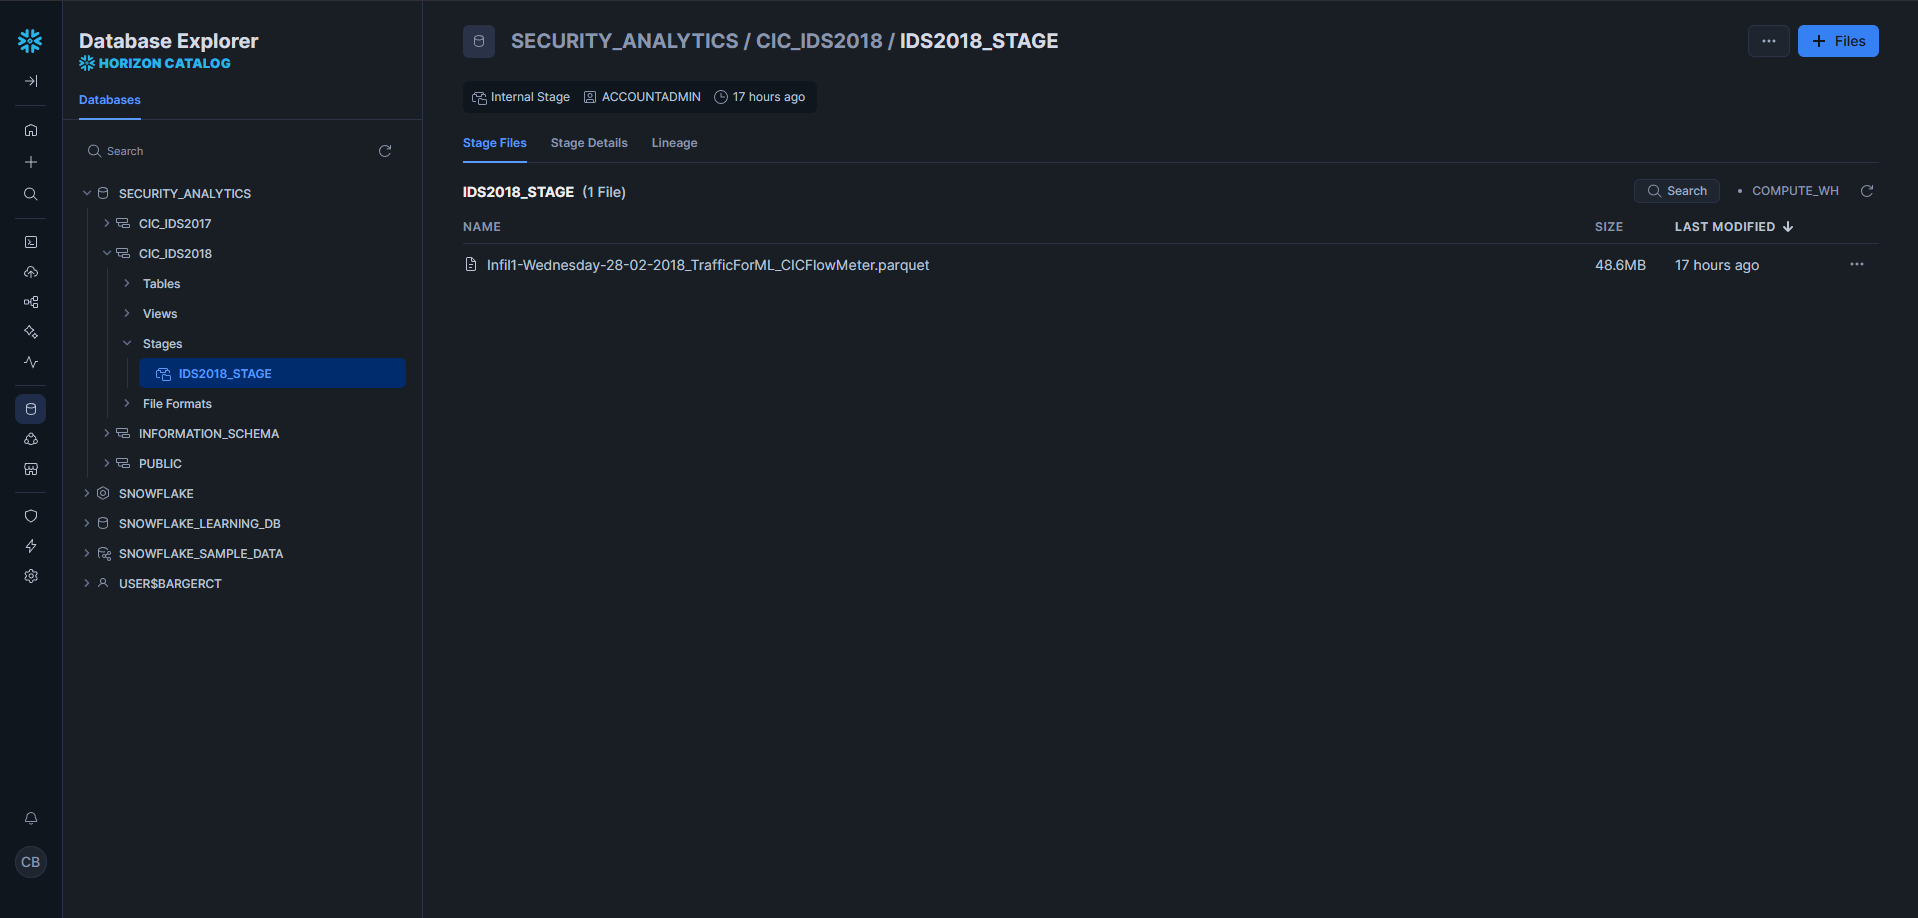 Database Explorer
HORIZON CATALOG
Databases
Search
SECURITY_ANALYTICS
CIC_IDS2017
CIC_IDS2018
Tables
Views
Stages
IDS2018_STAGE
File Formats
INFORMATION_SCHEMA
PUBLIC
SNOWFLAKE
SNOWFLAKE_LEARNING_DB
SNOWFLAKE_SAMPLE_DATA
USER$BARGERCT
CB
SECURITY_ANALYTICS / CIC_IDS2018 / IDS2018_STAGE
Files
Internal Stage ACCOUNTADMIN 17 hours ago
Stage Files Stage Details Lineage
IDS2018_STAGE (1 File)
Search COMPUTE_WH
NAME SIZE LAST MODIFIED
Infil1-Wednesday-28-02-2018_TrafficForML_CICFlowMeter.parquet 48.6MB 17 hours ago